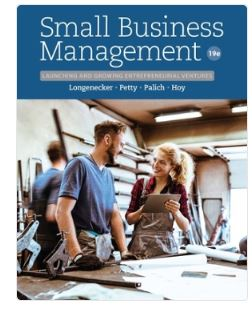 Small Business
Management 19e
LAUNCHING AND GROWING ENTREPRENEURIAL VENTURES
Longenecker · Petty · Palich · Hoy